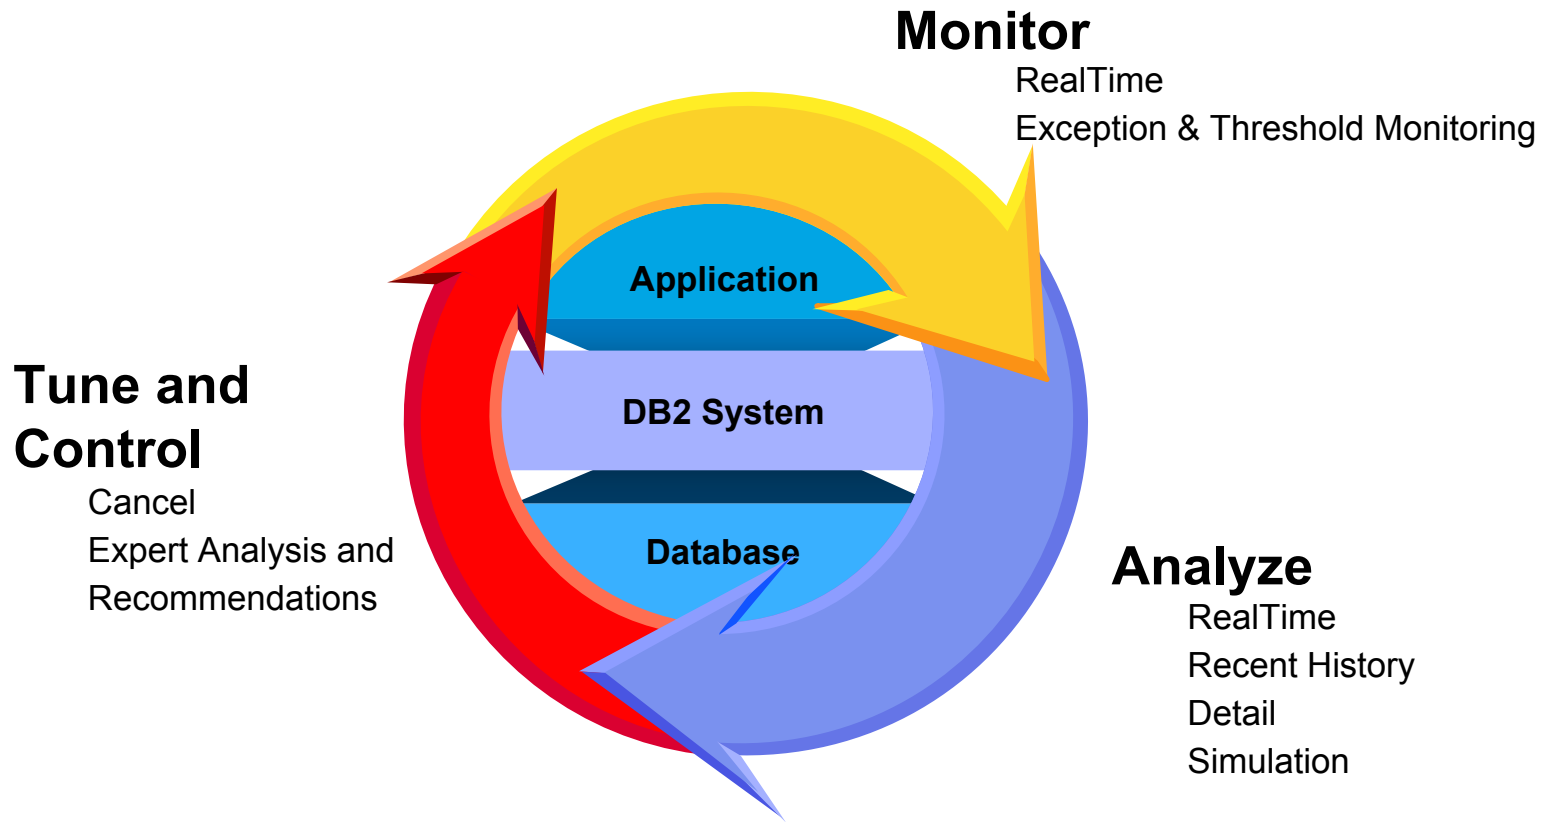 Monitor
RealTime
Exception & Threshold Monitoring
Application
DB2 System
Database
Tune and
Control
Cancel
Expert Analysis and
Recommendations
Analyze
RealTime
Recent History
Detail
Simulation